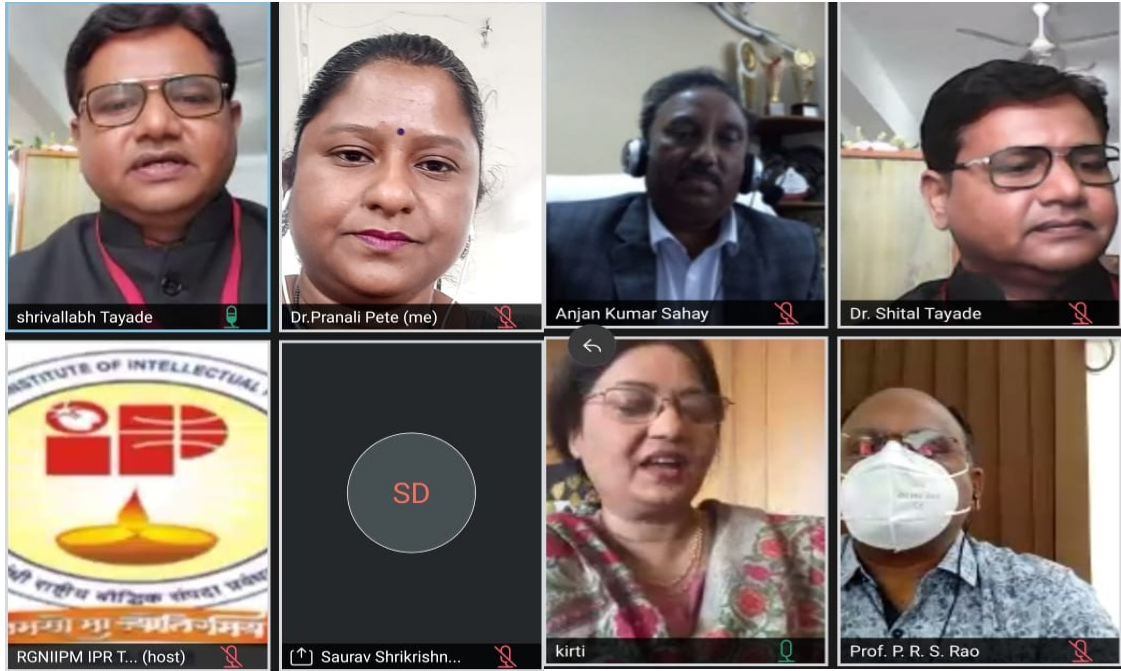 shrivallabh Tayade
Dr.Pranali Pete (me)
Anjan Kumar Sahay
Dr. Shital Tayade
INSTITUTE OF INTELLECTUAL
राष्ट्रीय बौद्धिक संपदा
RGNIIPM IPR T... (host)
SD
Saurav Shrikrishn...
kirti
Prof. P. R. S. Rao